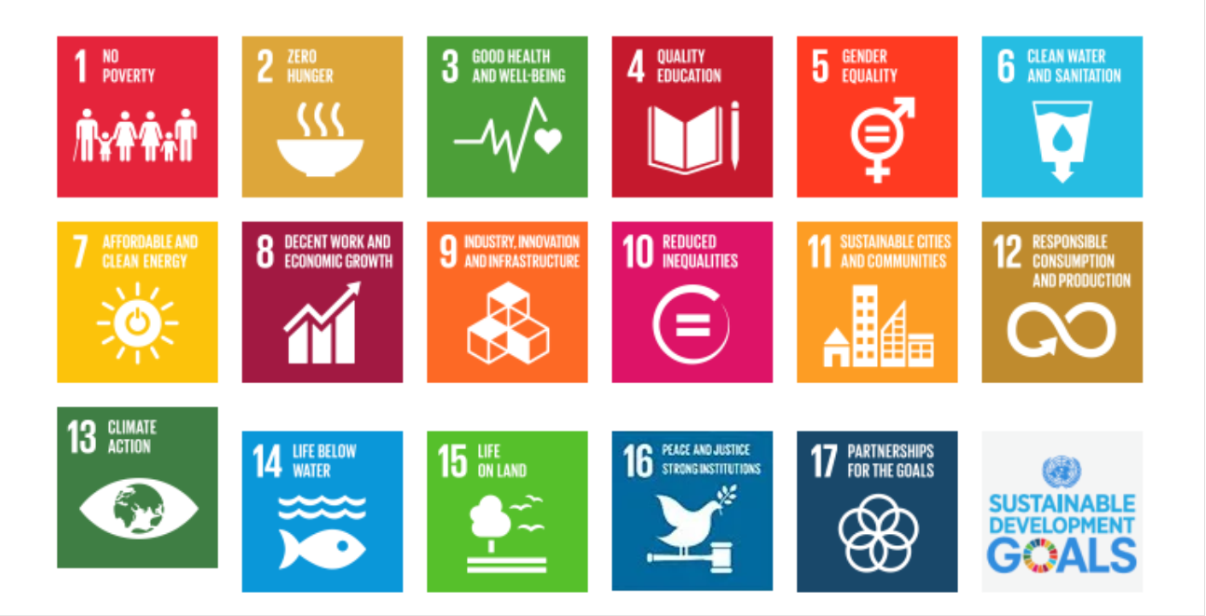 1 NO
POVERTY
2 ZERO
HUNGER
3 GOOD HEALTH
AND WELL-BEING
4 QUALITY
EDUCATION
5 GENDER
EQUALITY
6 CLEAN WATER
AND SANITATION
7 AFFORDABLE AND
CLEAN ENERGY
8 DECENT WORK AND
ECONOMIC GROWTH
9 INDUSTRY, INNOVATION
AND INFRASTRUCTURE
10 REDUCED
INEQUALITIES
11 SUSTAINABLE CITIES
AND COMMUNITIES
12 RESPONSIBLE
CONSUMPTION
AND PRODUCTION
13 CLIMATE
ACTION
14 LIFE BELOW
WATER
15 LIFE
ON LAND
16 PEACE AND JUSTICE
STRONG INSTITUTIONS
17 PARTNERSHIPS
FOR THE GOALS
SUSTAINABLE
DEVELOPMENT
GOALS